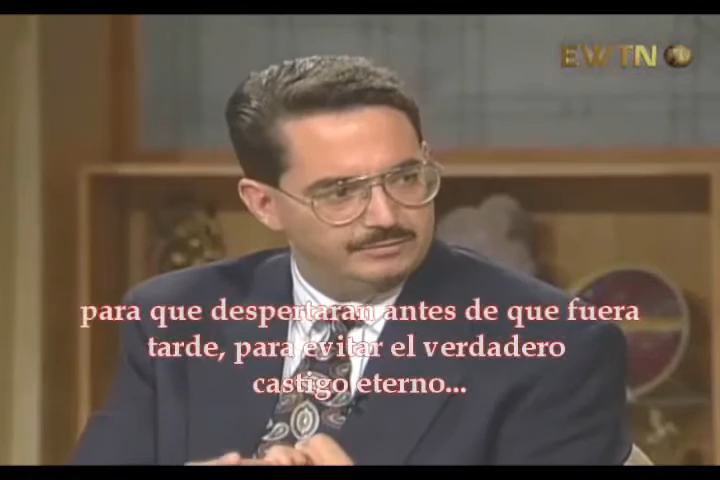 EWTN
para que despertaran antes de que fuera
tarde, para evitar el verdadero
castigo eterno...